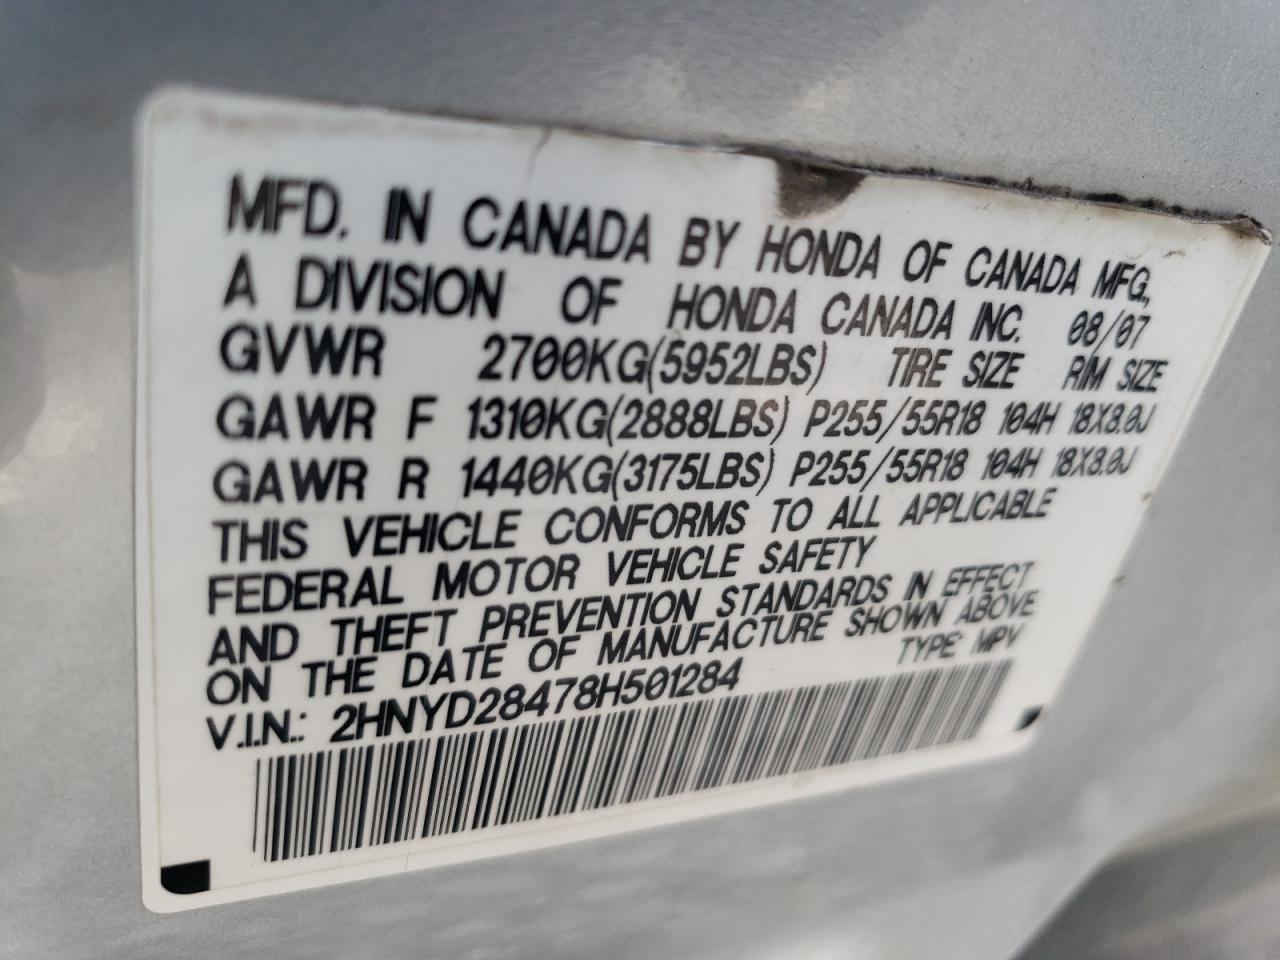 MFD. IN CANADA BY HONDA OF CANADA MFG.,
A DIVISION OF HONDA CANADA INC. 08/07
GVWR 2700KG(5952LBS) TIRE SIZE RIM SIZE
GAWR F 1310KG(2888LBS) P255/55R18 104H 18X8.0J
GAWR R 1440KG(3175LBS) P255/55R18 104H 18X8.0J
THIS VEHICLE CONFORMS TO ALL APPLICABLE
FEDERAL MOTOR VEHICLE SAFETY
AND THEFT PREVENTION STANDARDS IN EFFECT
ON THE DATE OF MANUFACTURE SHOWN ABOVE
V.I.N.: 2HNYD28478H501284 TYPE: MPV